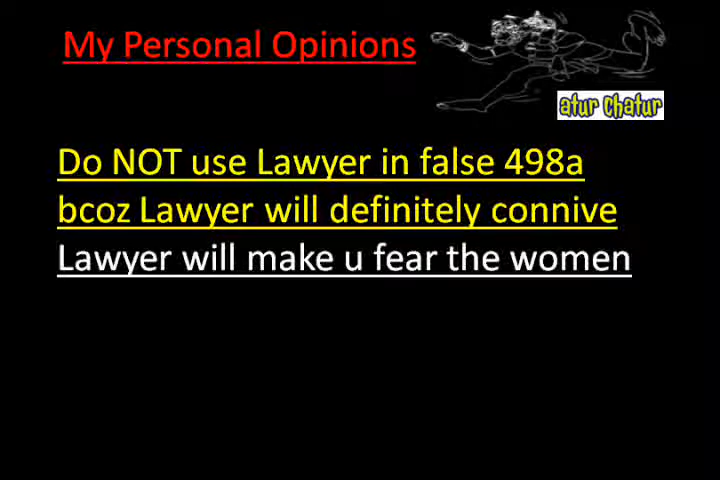 My Personal Opinions
atur chatur
Do NOT use Lawyer in false 498a
bcoz Lawyer will definitely connive
Lawyer will make u fear the women